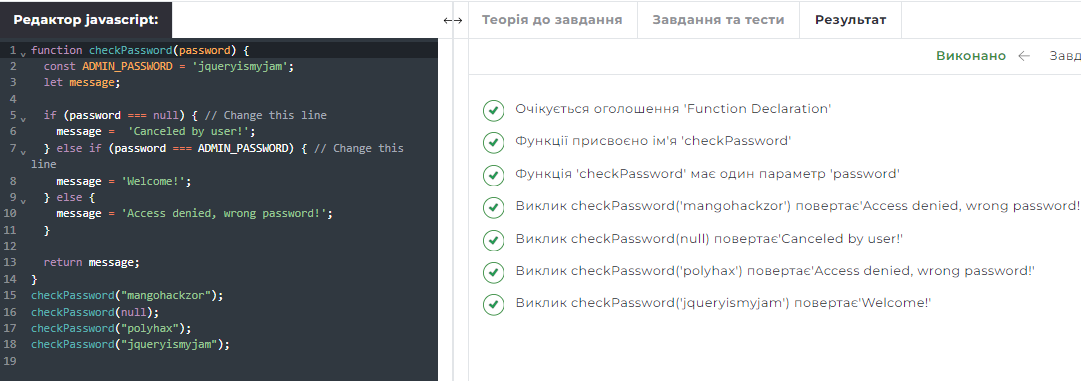 Редактор javascript:
Теорія до завдання
Завдання та тести
Результат
Виконано ← Завд
1 function checkPassword(password) {
2 const ADMIN_PASSWORD = 'jqueryismyjam';
3 let message;
4
5 if (password === null) { // Change this line
6 message =  'Canceled by user!';
7 } else if (password === ADMIN_PASSWORD) { // Change this
line
8 message = 'Welcome!';
9 } else {
10 message = 'Access denied, wrong password!';
11 }
12
13 return message;
14 }
15 checkPassword("mangohackzor");
16 checkPassword(null);
17 checkPassword("polyhax");
18 checkPassword("jqueryismyjam");
19
Очікується оголошення 'Function Declaration'
Функції присвоєно ім'я 'checkPassword'
Функція 'checkPassword' має один параметр 'password'
Виклик checkPassword('mangohackzor') повертає'Access denied, wrong password!
Виклик checkPassword(null) повертає'Canceled by user!'
Виклик checkPassword('polyhax') повертає'Access denied, wrong password!'
Виклик checkPassword('jqueryismyjam') повертає'Welcome!'